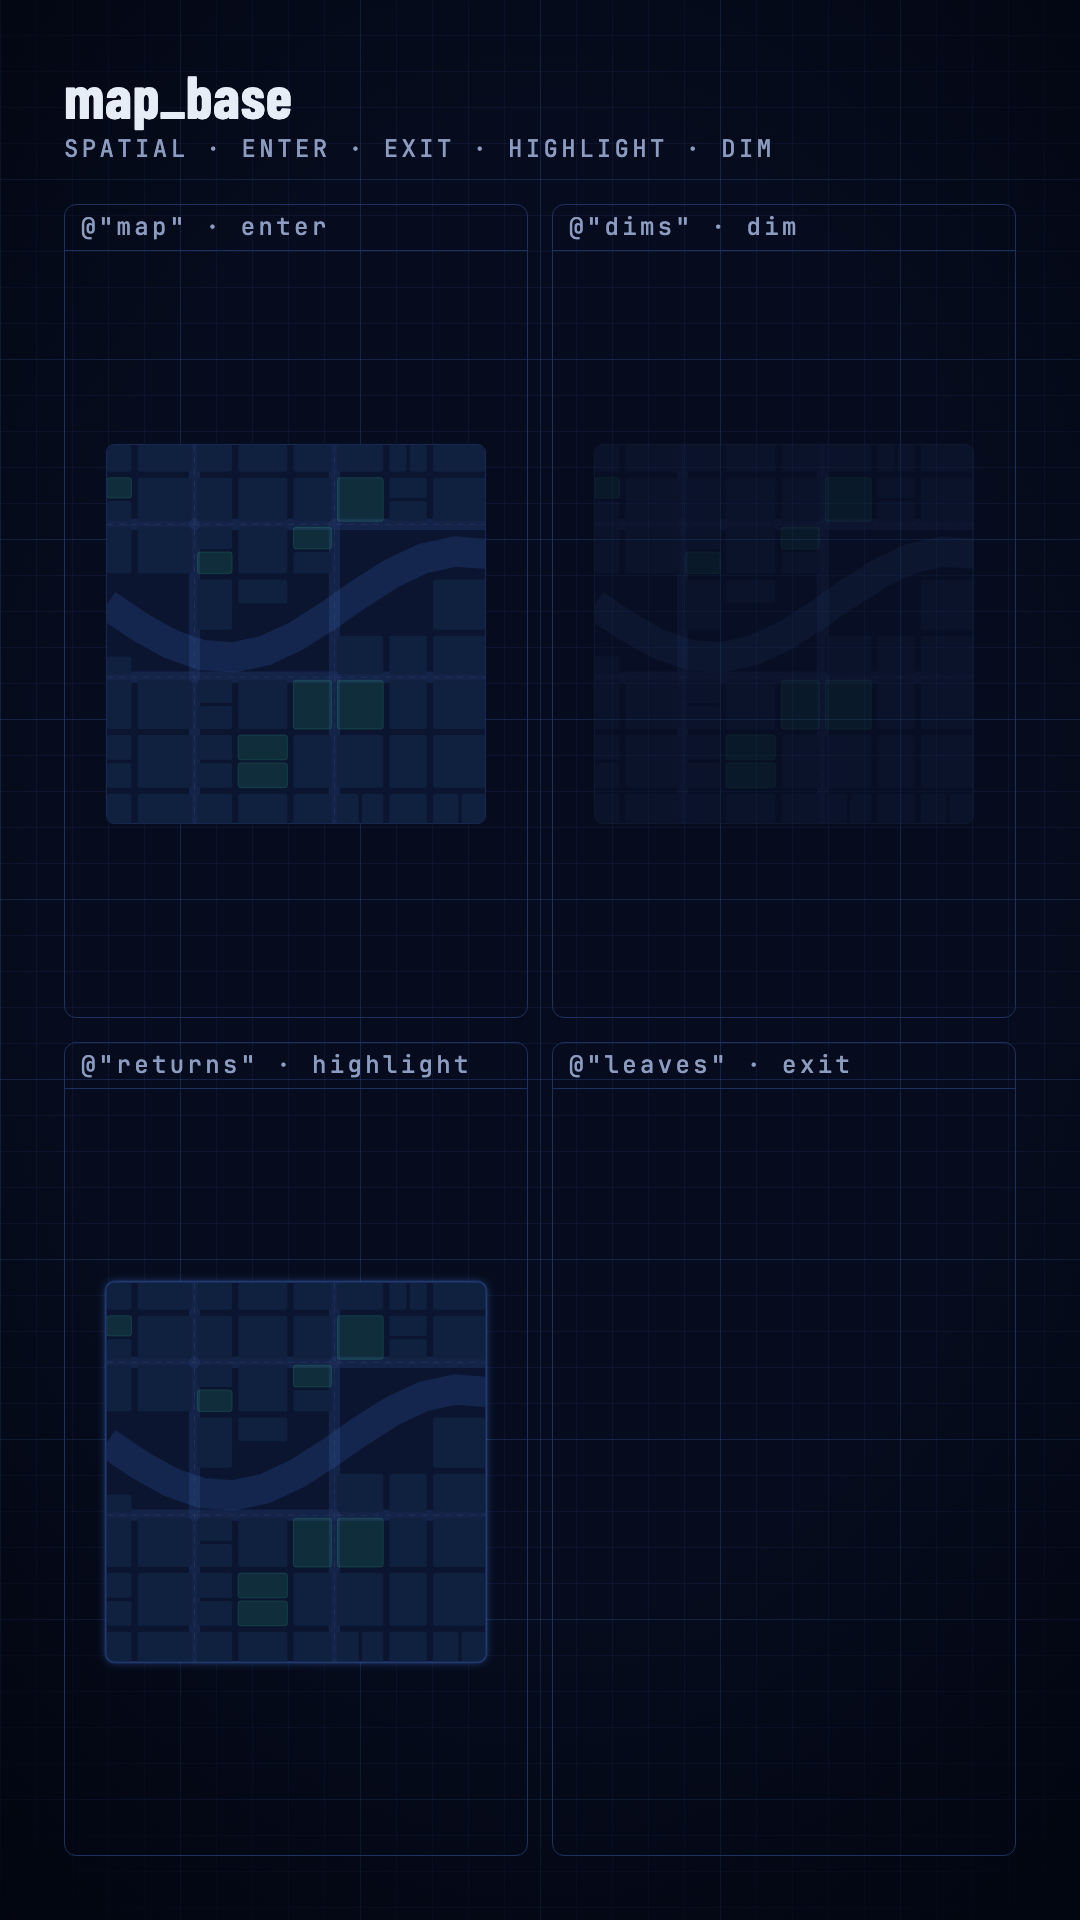 map_base
SPATIAL · ENTER · EXIT · HIGHLIGHT · DIM
@"map" · enter
@"dims" · dim
@"returns" · highlight
@"leaves" · exit